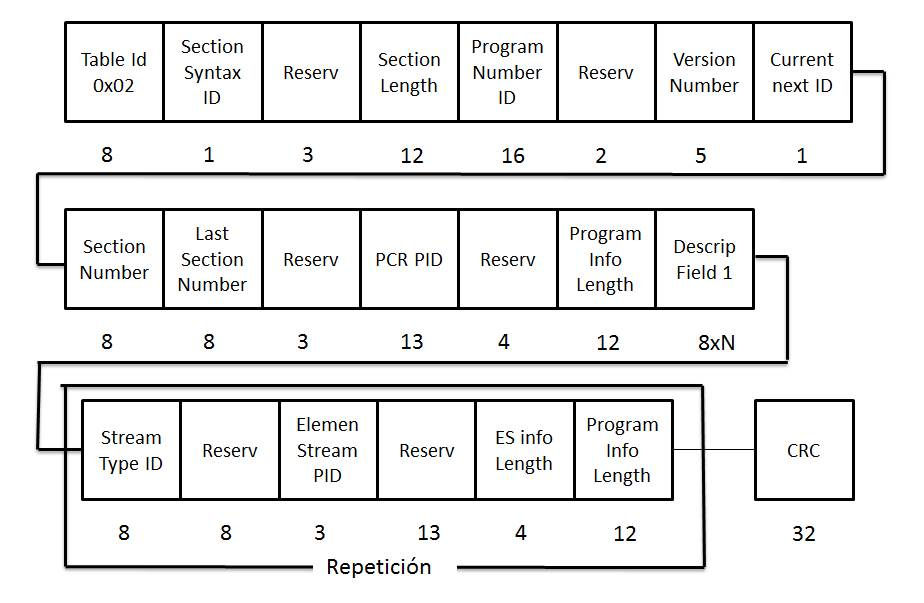 Table Id
0x02
Section
Syntax
ID
Reserv
Section
Length
Program
Number
ID
Reserv
Version
Number
Current
next ID
8 1 3 12 16 2 5 1
Section
Number
Last
Section
Number
Reserv
PCR PID
Reserv
Program
Info
Length
Descrip
Field 1
8 8 3 13 4 12 8xN
Stream
Type ID
Reserv
Elemen
Stream
PID
Reserv
ES info
Length
Program
Info
Length
CRC
8 8 3 13 4 12 32
Repetición